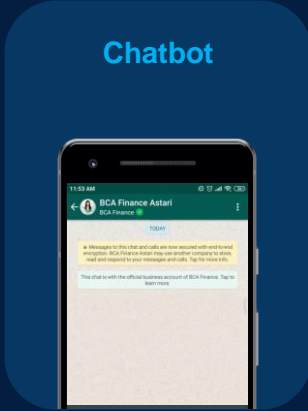 Chatbot
11:53 AM
BCA Finance Astari
BCA Finance
TODAY
Messages to this chat and calls are now secured with end-to-end
encryption. BCA Finance Astari may use another company to store,
read and respond to your messages and calls. Tap for more info.
This chat is with the official business account of BCA Finance. Tap to
learn more.